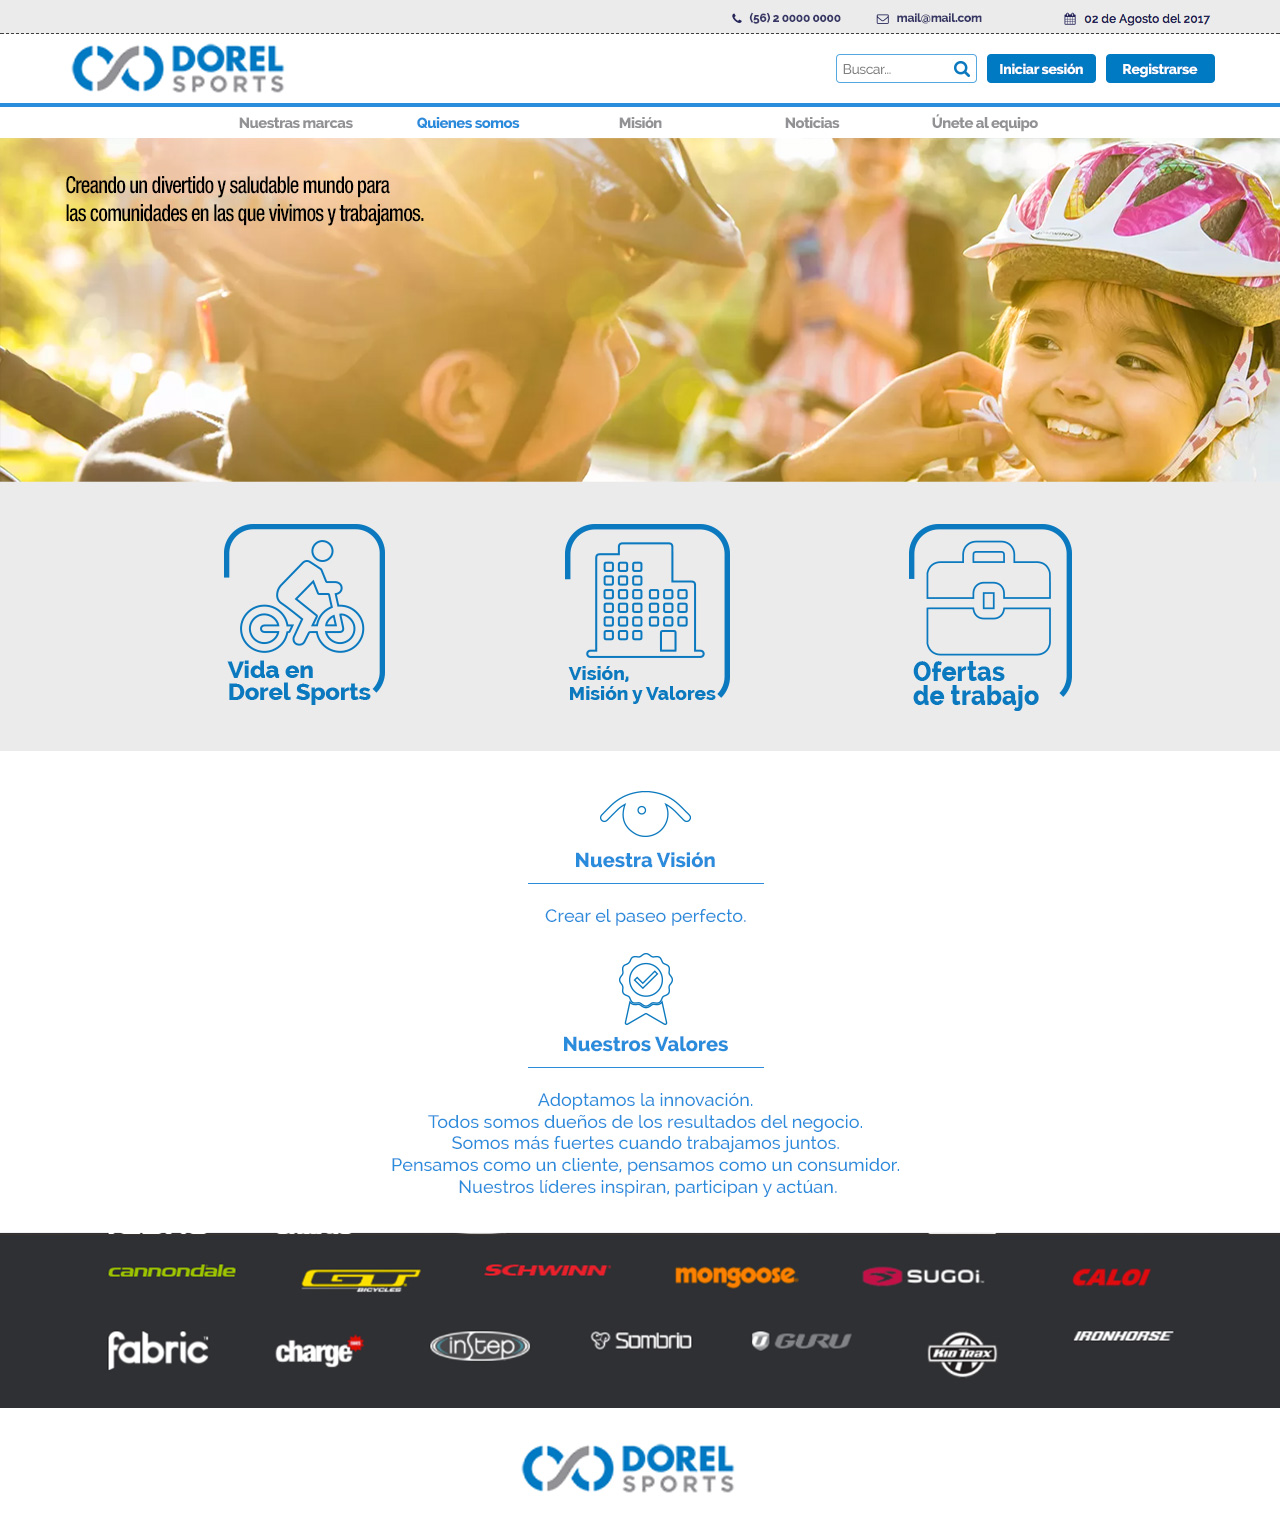 (56) 2 0000 0000
mail@mail.com
02 de Agosto del 2017
DOREL
SPORTS
Buscar...
Iniciar sesión
Registrarse
Nuestras marcas
Quienes somos
Misión
Noticias
Únete al equipo
Creando un divertido y saludable mundo para
las comunidades en las que vivimos y trabajamos.
Vida en
Dorel Sports
Visión,
Misión y Valores
Ofertas
de trabajo
Nuestra Visión
Crear el paseo perfecto.
Nuestros Valores
Adoptamos la innovación.
Todos somos dueños de los resultados del negocio.
Somos más fuertes cuando trabajamos juntos.
Pensamos como un cliente, pensamos como un consumidor.
Nuestros líderes inspiran, participan y actúan.
cannondale
GT
BICYCLES
SCHWINN
mongoose
SUGOi
CALOI
fabric
charge
inStep
Sombrio
GURU
Kin Trax
IRONHORSE
DOREL
SPORTS